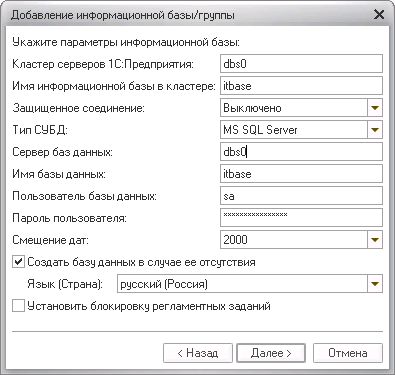 Добавление информационной базы/группы
Укажите параметры информационной базы:
Кластер серверов 1С:Предприятия: dbs0
Имя информационной базы в кластере: itbase
Защищенное соединение: Выключено
Тип СУБД: MS SQL Server
Сервер баз данных: dbs0
Имя базы данных: itbase
Пользователь базы данных: sa
Пароль пользователя: ***************
Смещение дат: 2000
Создать базу данных в случае ее отсутствия
Язык (Страна): русский (Россия)
Установить блокировку регламентных заданий
< Назад Далее > Отмена